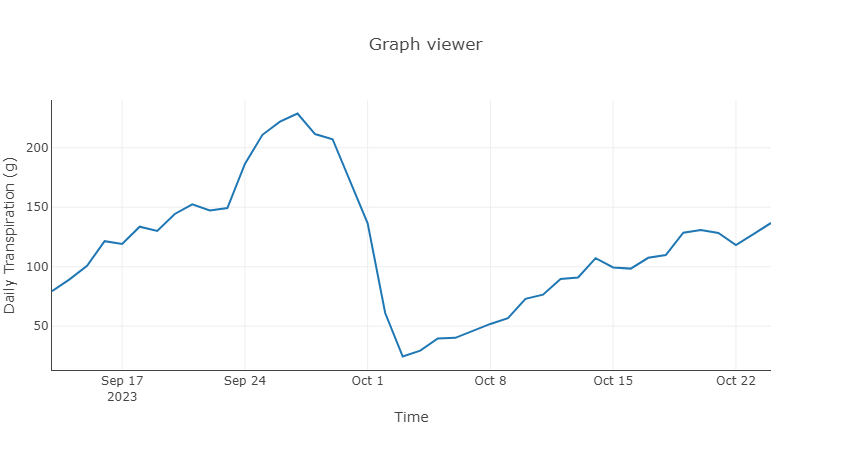 Graph viewer
Daily Transpiration (g)
200
150
100
50
Sep 17
2023
Sep 24
Oct 1
Oct 8
Oct 15
Oct 22
Time